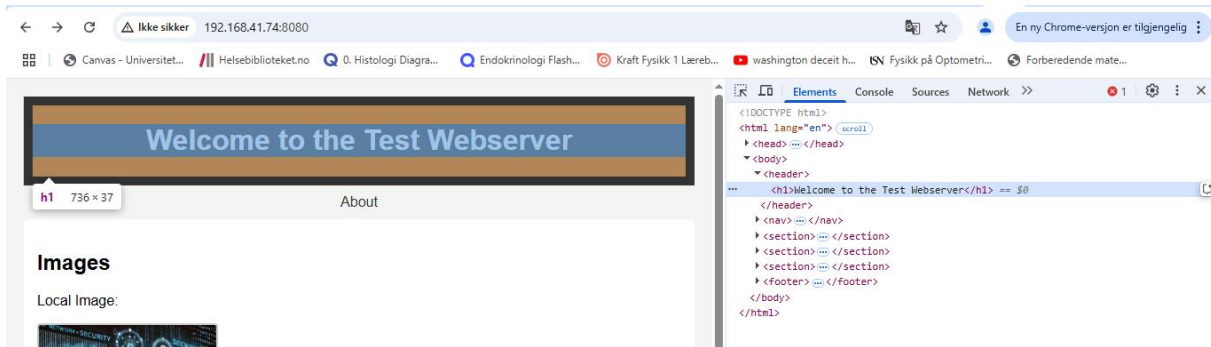 Ikke sikker 192.168.41.74:8080 En ny Chrome-versjon er tilgjengelig
Canvas - Universitet... Helsebiblioteket.no 0. Histologi Diagra... Endokrinologi Flash... Kraft Fysikk 1 Læreb... washington deceit h... Fysikk på Optometri... Forberedende mate...
Welcome to the Test Webserver
h1 736 × 37
About
Images
Local Image:
NETWORK SECURITY
Elements Console Sources Network >> 1
<!DOCTYPE html>
<html lang="en"> scroll
<head> ... </head>
<body>
<header>
... <h1>Welcome to the Test Webserver</h1> == $0
</header>
<nav> ... </nav>
<section> ... </section>
<section> ... </section>
<section> ... </section>
<footer> ... </footer>
</body>
</html>